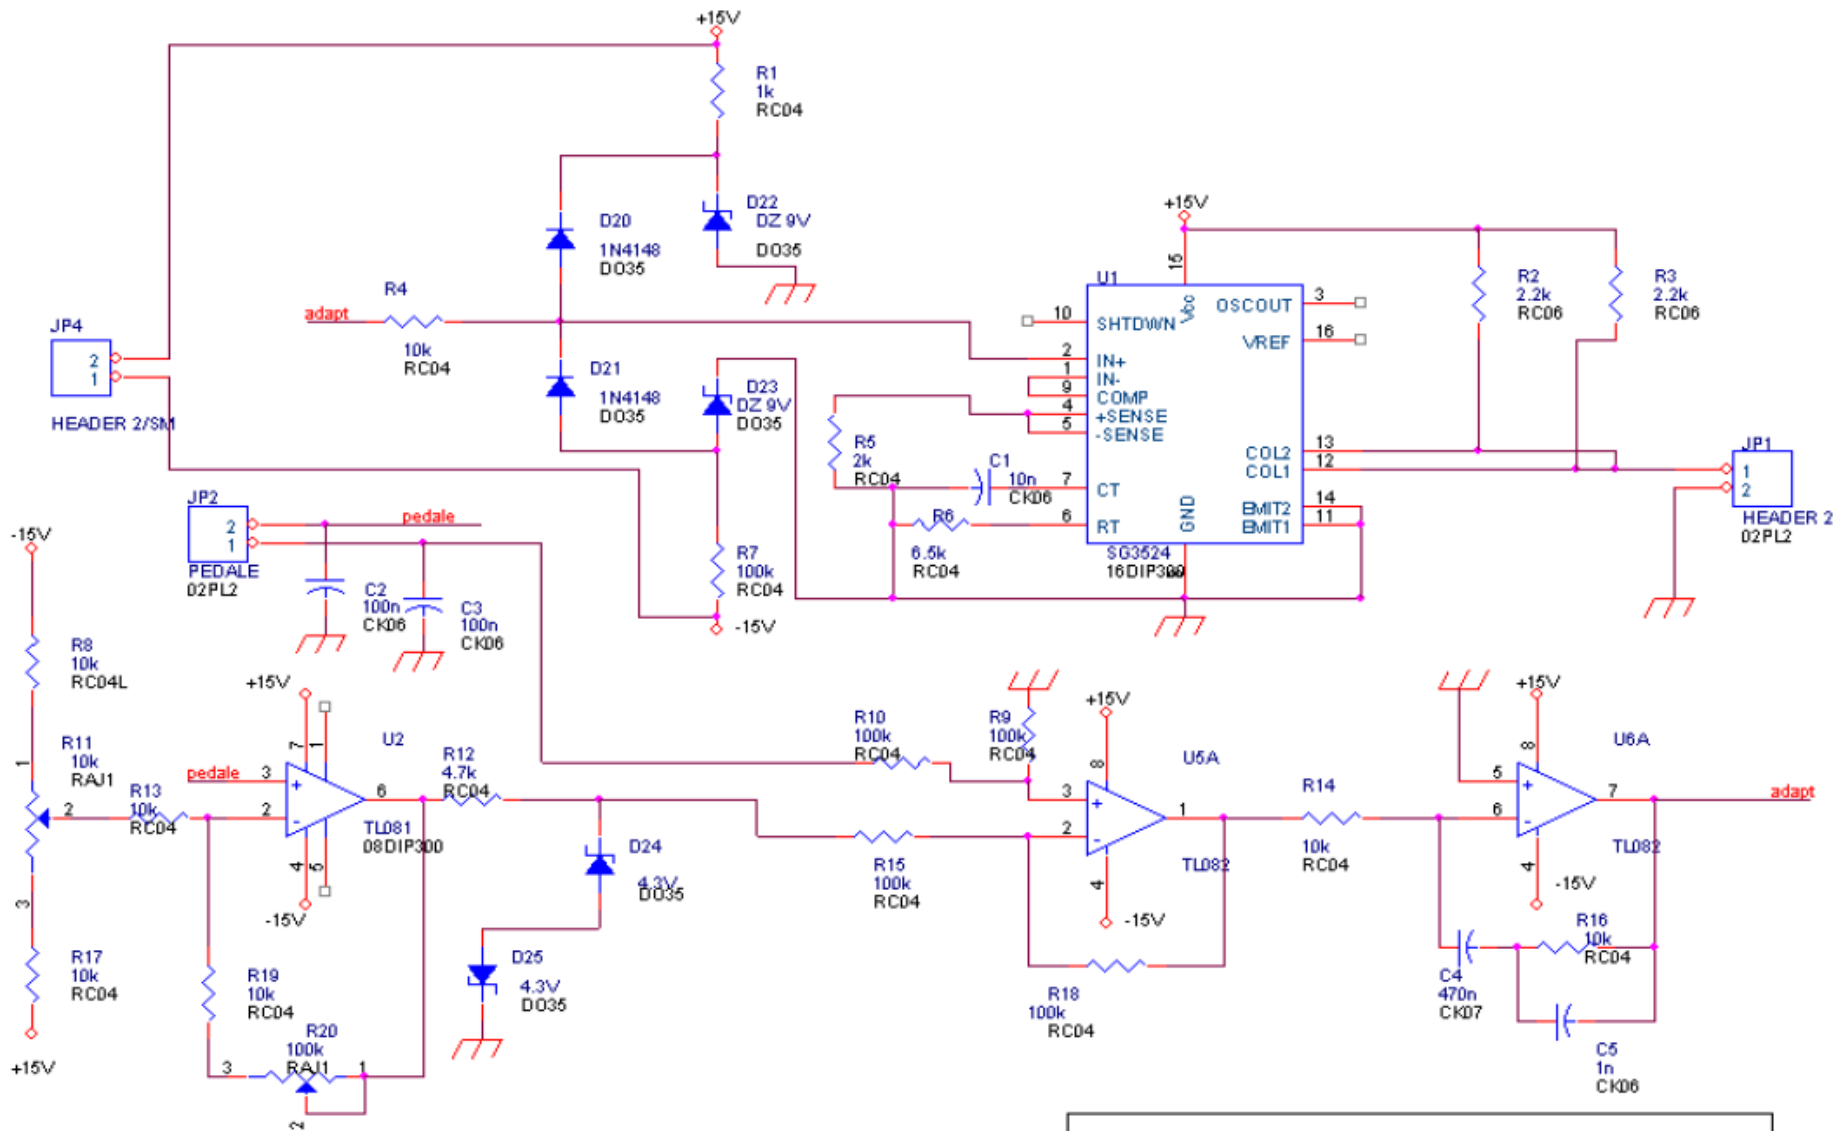 +15V
R1
1k
RC04
D22
DZ 9V
DO35
D20
1N4148
DO35
R4
10k
RC04
adapt
D21
1N4148
DO35
D23
DZ 9V
DO35
JP4
2
1
HEADER 2/SM
R7
100k
RC04
-15V
+15V
15
U1
Vcc
10
SHTDWN
2
IN+
1
IN-
9
COMP
4
+SENSE
5
-SENSE
7
CT
6
RT
OSCOUT
3
VREF
16
COL2
13
COL1
12
EMIT2
14
EMIT1
11
GND
SG3524
16DIP300
R2
2.2k
RC06
R3
2.2k
RC06
JP1
1
2
HEADER 2
02PL2
R5
2k
RC04
C1
10n
CK06
R6
6.5k
RC04
JP2
2
1
PEDALE
02PL2
pedale
C2
100n
CK06
C3
100n
CK06
-15V
R8
10k
RC04L
1
R11
10k
RAJ1
2
3
R17
10k
RC04
+15V
R13
10k
RC04
pedale
+15V
7
1
U2
3
+
2
-
6
4
5
TL081
08DIP300
-15V
R12
4.7k
RC04
D24
4.3V
DO35
D25
4.3V
DO35
R19
10k
RC04
R20
100k
RAJ1
3
1
2
R10
100k
RC04
R9
100k
RC04
R15
100k
RC04
+15V
8
U5A
3
+
2
-
1
4
TL082
-15V
R18
100k
RC04
R14
10k
RC04
+15V
8
U6A
5
+
6
-
7
4
TL082
-15V
adapt
R16
10k
RC04
C4
470n
CK07
C5
1n
CK06